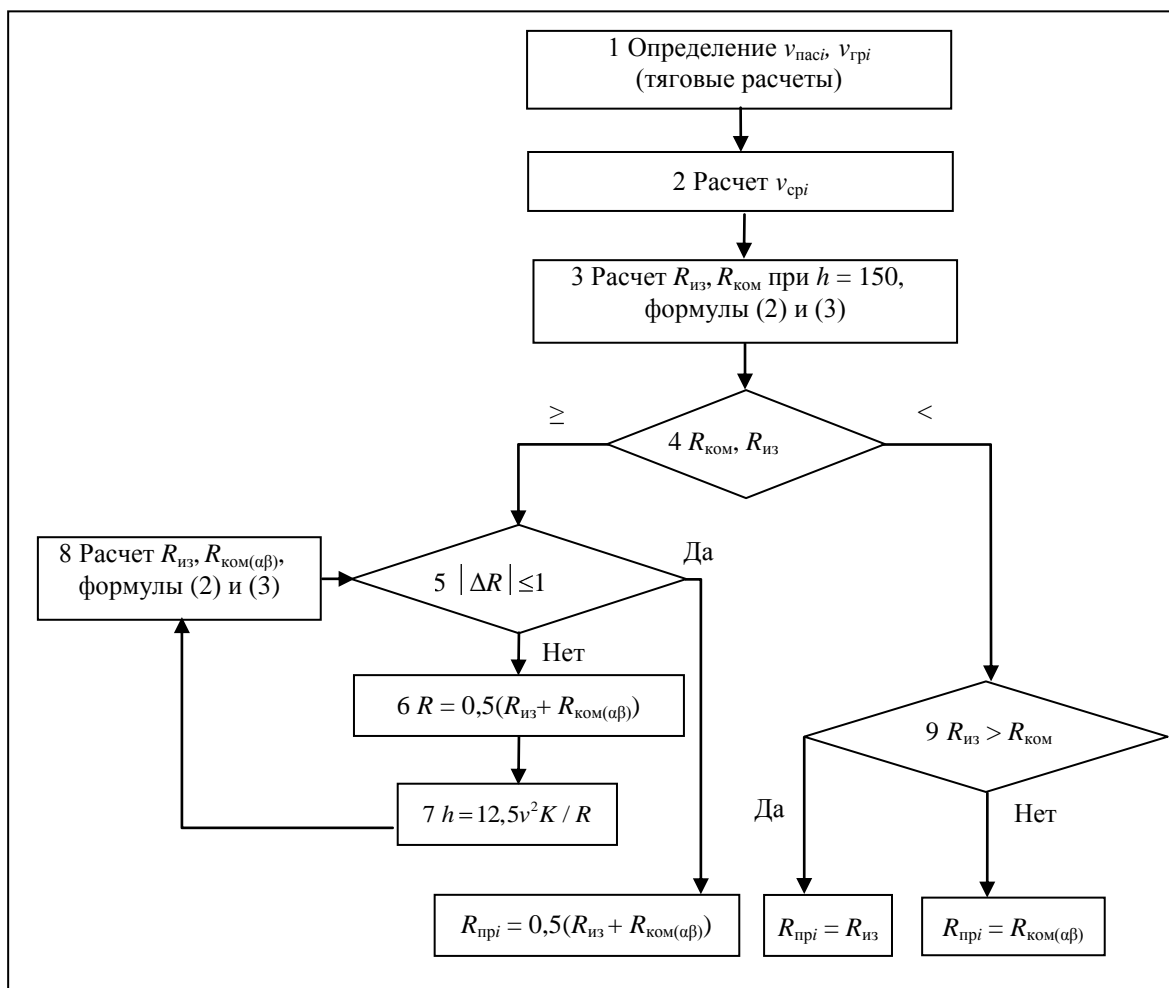 1 Определение vпасi, vгрi
(тяговые расчеты)
2 Расчет vсрi
3 Расчет Rиз, Rком при h = 150,
формулы (2) и (3)
≥
<
4 Rком, Rиз
8 Расчет Rиз, Rком(αβ),
формулы (2) и (3)
5 |ΔR| ≤1
Да
Нет
6 R = 0,5(Rиз+ Rком(αβ))
9 Rиз > Rком
7 h = 12,5v²K / R
Да
Нет
Rпрi = 0,5(Rиз + Rком(αβ))
Rпрi = Rиз
Rпрi = Rком(αβ)